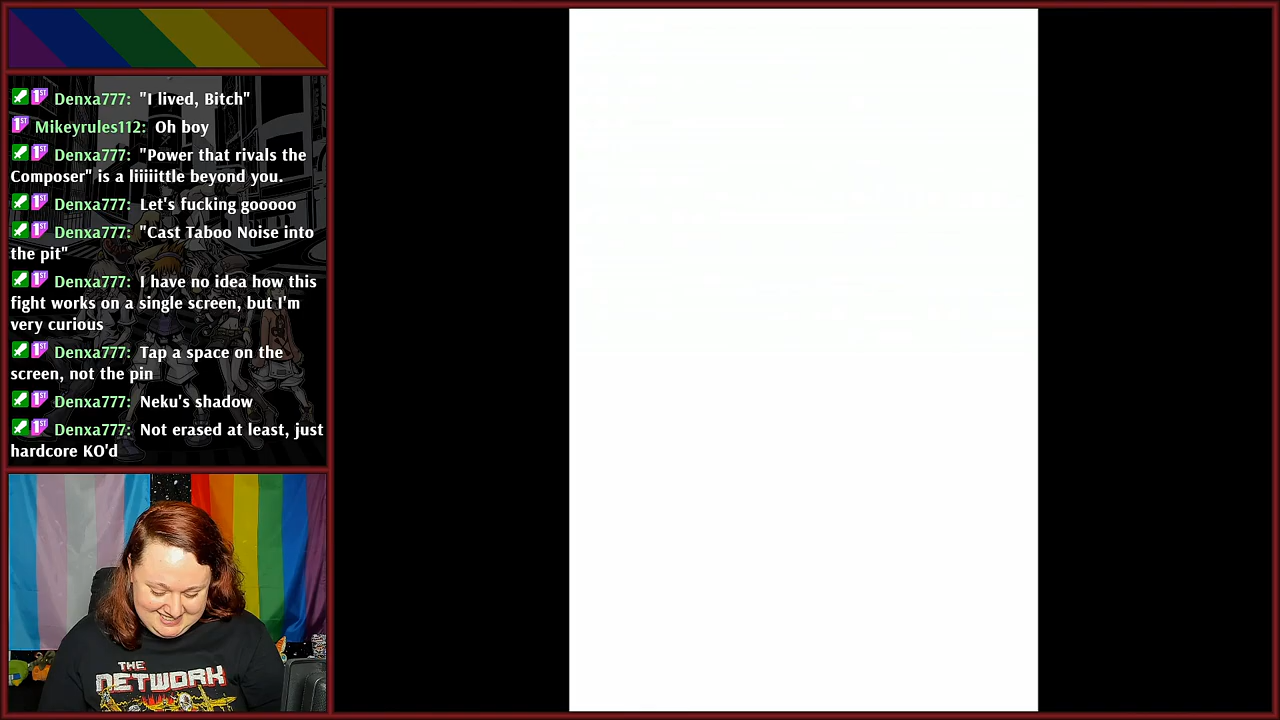 Denxa777: "I lived, Bitch"
Mikeyrules112: Oh boy
Denxa777: "Power that rivals the
Composer" is a liiiiittle beyond you.
Denxa777: Let's fucking gooooo
Denxa777: "Cast Taboo Noise into
the pit"
Denxa777: I have no idea how this
fight works on a single screen, but I'm
very curious
Denxa777: Tap a space on the
screen, not the pin
Denxa777: Neku's shadow
Denxa777: Not erased at least, just
hardcore KO'd
THE
NETWORK